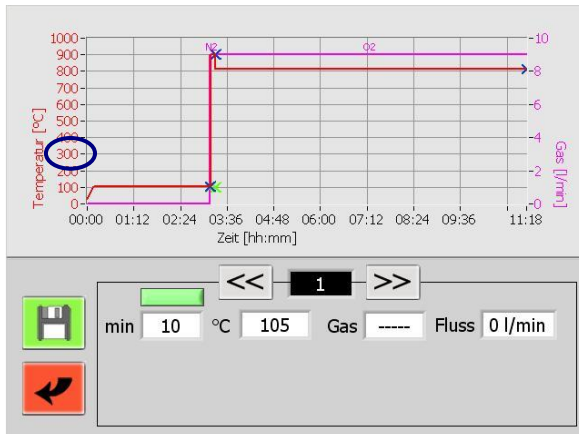 1000
900
800
700
600
500
400
300
200
100
0
Temperatur [ºC]
N2
O2
10
8
6
4
2
0
Gas [l/min]
00:00 01:12 02:24 03:36 04:48 06:00 07:12 08:24 09:36 11:18
Zeit [hh:mm]
<< 1 >>
min 10 °C 105 Gas ----- Fluss 0 l/min